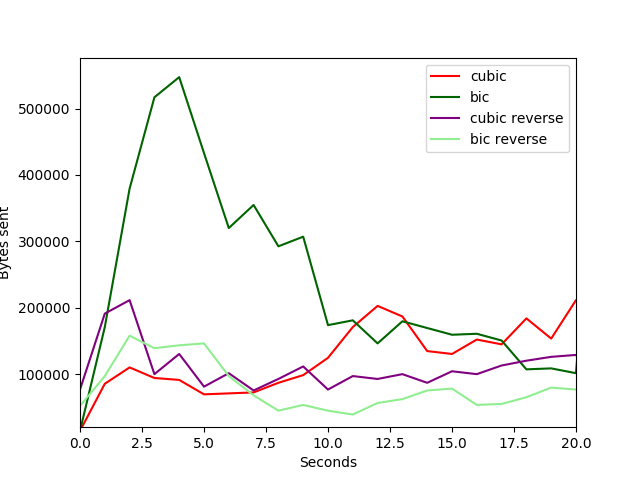 cubic
bic
cubic reverse
bic reverse
500000
400000
300000
200000
100000
Bytes sent
0.0 2.5 5.0 7.5 10.0 12.5 15.0 17.5 20.0
Seconds